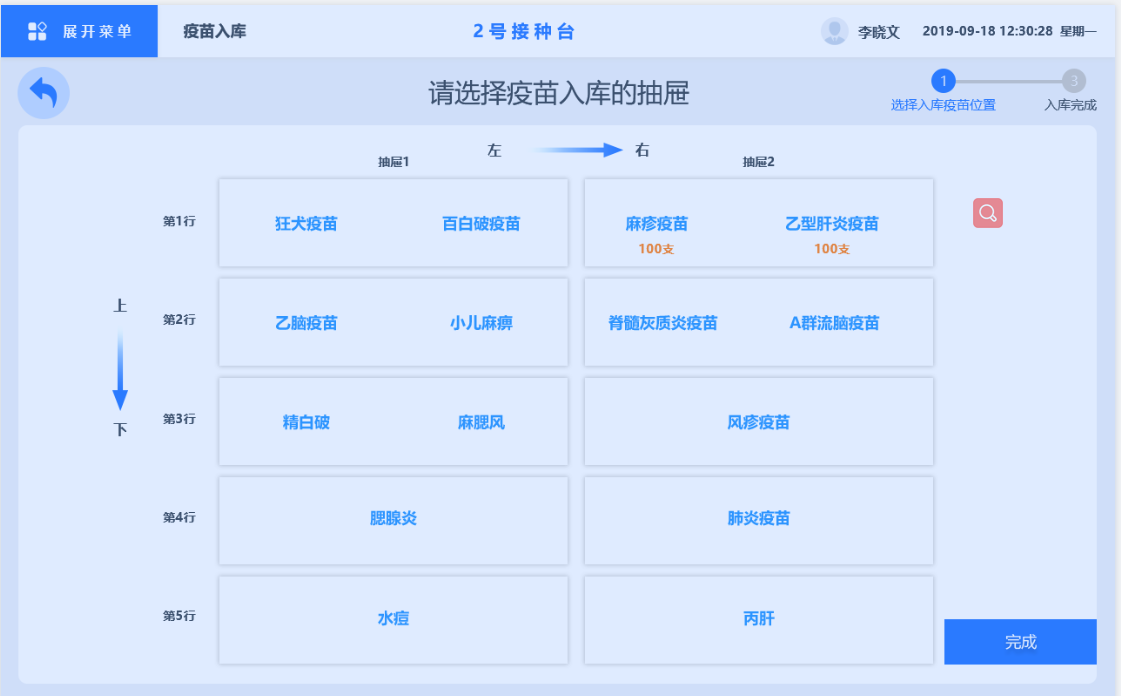 展开菜单 疫苗入库 2号接种台 李晓文 2019-09-18 12:30:28 星期一
请选择疫苗入库的抽屉
1 3
选择入库疫苗位置 入库完成
左 右
抽屉1 抽屉2
第1行 狂犬疫苗 百白破疫苗 麻疹疫苗 乙型肝炎疫苗
100支 100支
上
第2行 乙脑疫苗 小儿麻痹 脊髓灰质炎疫苗 A群流脑疫苗
第3行 精白破 麻腮风 风疹疫苗
下
第4行 腮腺炎 肺炎疫苗
第5行 水痘 丙肝
完成